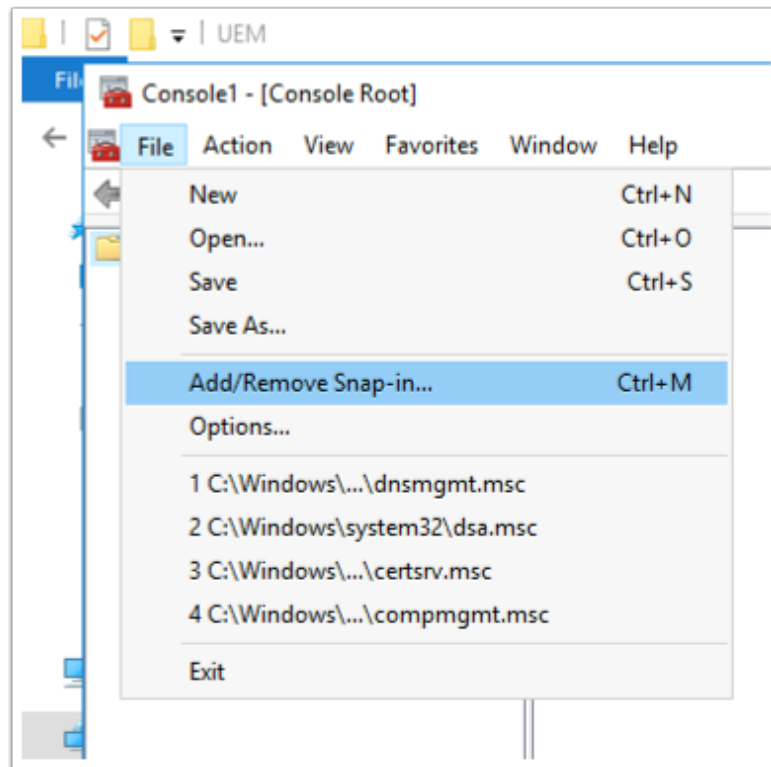 UEM
File
Console1 - [Console Root]
File Action View Favorites Window Help
New Ctrl+N
Open... Ctrl+O
Save Ctrl+S
Save As...
Add/Remove Snap-in... Ctrl+M
Options...
1 C:\Windows\...\dnsmgmt.msc
2 C:\Windows\system32\dsa.msc
3 C:\Windows\...\certsrv.msc
4 C:\Windows\...\compmgmt.msc
Exit